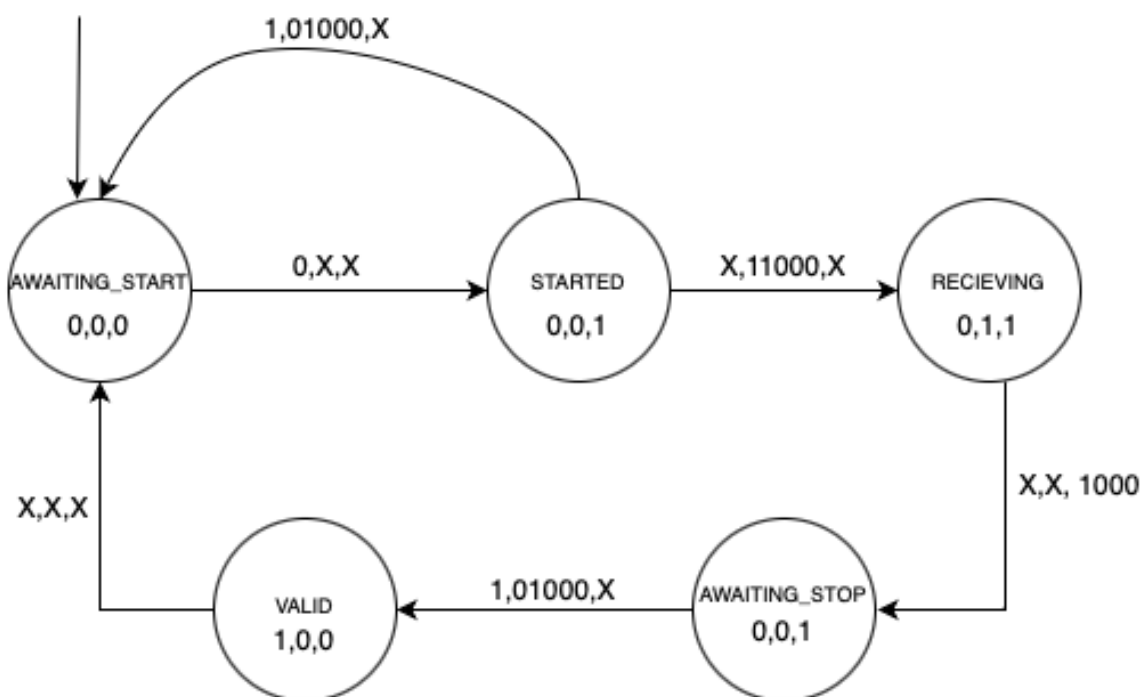 1,01000,X
AWAITING_START
0,0,0
0,X,X
STARTED
0,0,1
X,11000,X
RECIEVING
0,1,1
X,X,X
X,X, 1000
VALID
1,0,0
1,01000,X
AWAITING_STOP
0,0,1